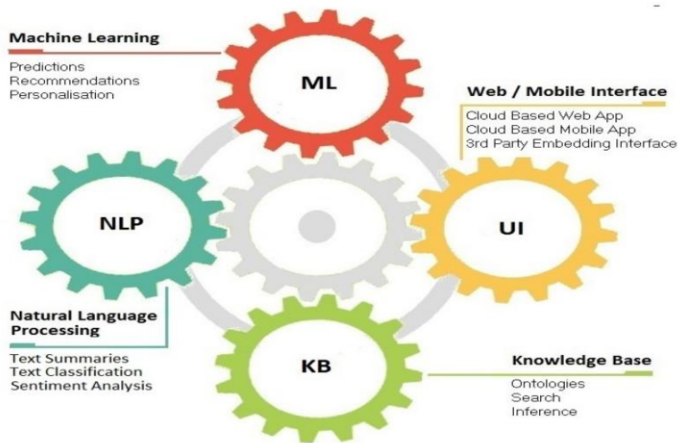 Machine Learning
Predictions
Recommendations
Personalisation
ML
Web / Mobile Interface
Cloud Based Web App
Cloud Based Mobile App
3rd Party Embedding Interface
NLP
UI
Natural Language
Processing
Text Summaries
Text Classification
Sentiment Analysis
KB
Knowledge Base
Ontologies
Search
Inference